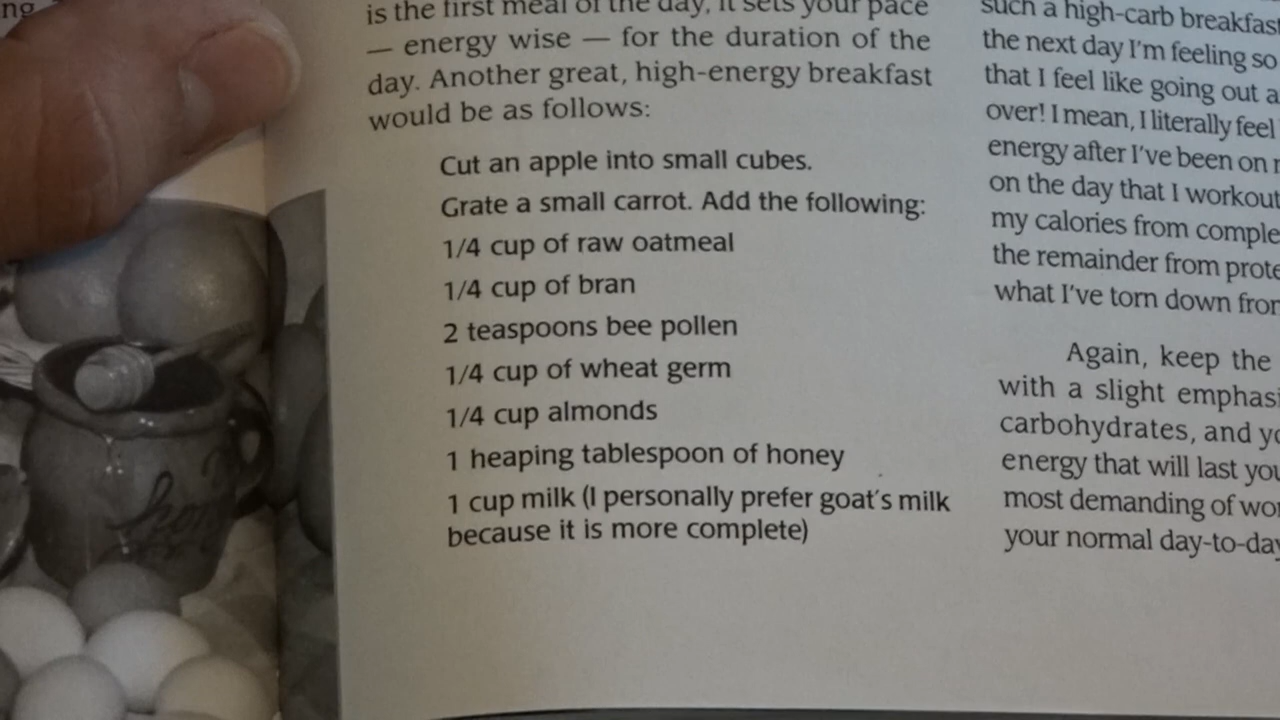 ng
is the first meal of the day, it sets your pace
— energy wise — for the duration of the
day. Another great, high-energy breakfast
would be as follows:
Cut an apple into small cubes.
Grate a small carrot. Add the following:
1/4 cup of raw oatmeal
1/4 cup of bran
2 teaspoons bee pollen
1/4 cup of wheat germ
1/4 cup almonds
1 heaping tablespoon of honey
1 cup milk (I personally prefer goat's milk
because it is more complete)
such a high-carb breakfast
the next day I'm feeling so
that I feel like going out a
over! I mean, I literally feel
energy after I've been on
on the day that I workout
my calories from comple
the remainder from prote
what I've torn down from
Again, keep the
with a slight emphasi
carbohydrates, and yo
energy that will last you
most demanding of wo
your normal day-to-day
hon